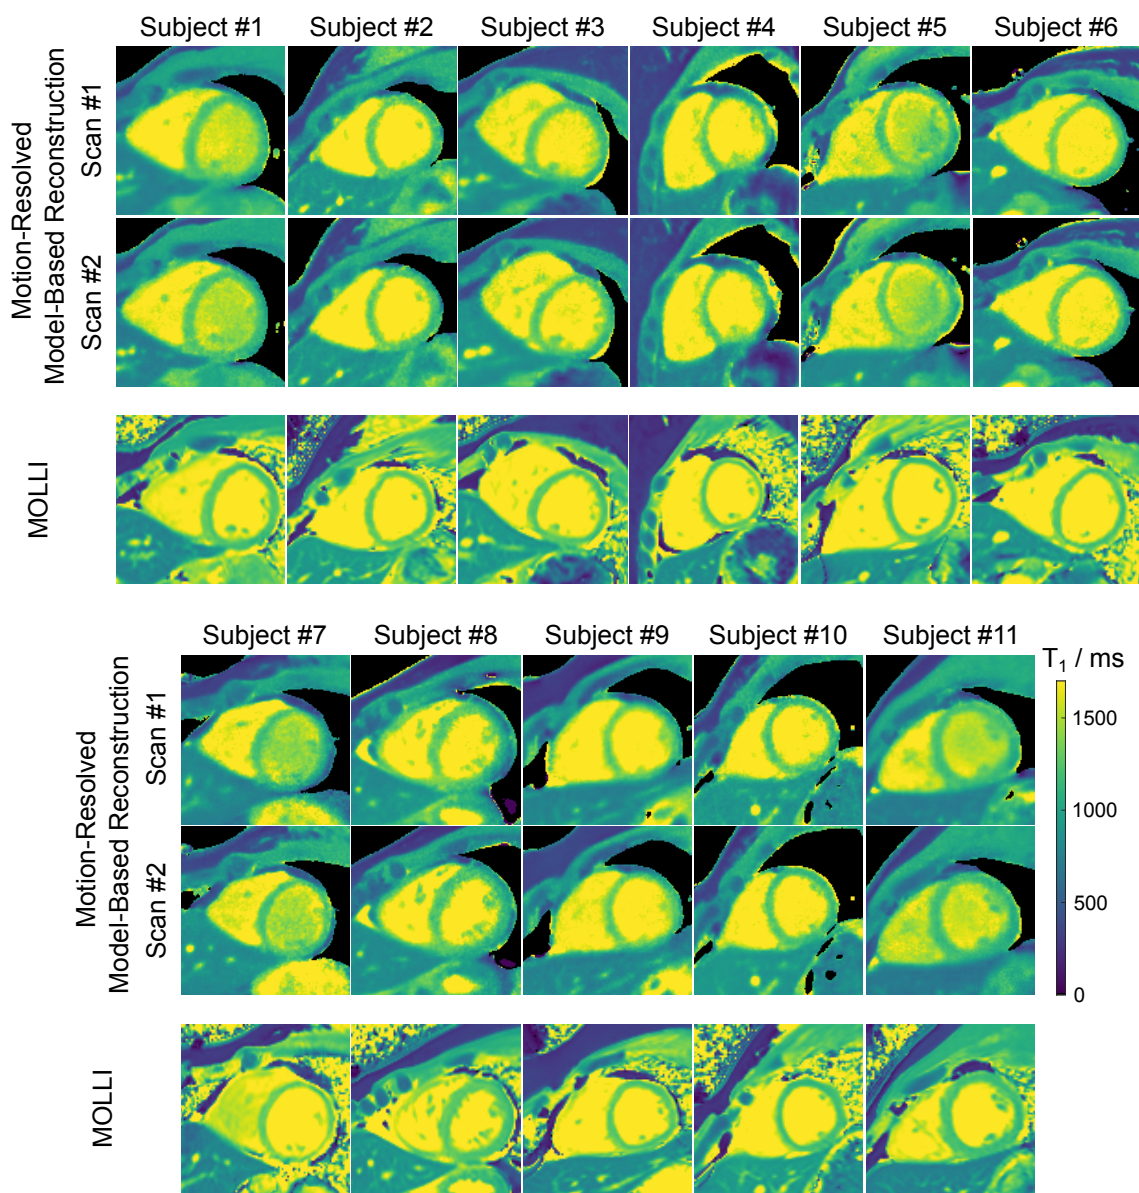 Subject #1 Subject #2 Subject #3 Subject #4 Subject #5 Subject #6
Motion-Resolved
Model-Based Reconstruction
Scan #1
Scan #2
MOLLI
Subject #7 Subject #8 Subject #9 Subject #10 Subject #11
Motion-Resolved
Model-Based Reconstruction
Scan #1
Scan #2
MOLLI
T₁ / ms
1500
1000
500
0